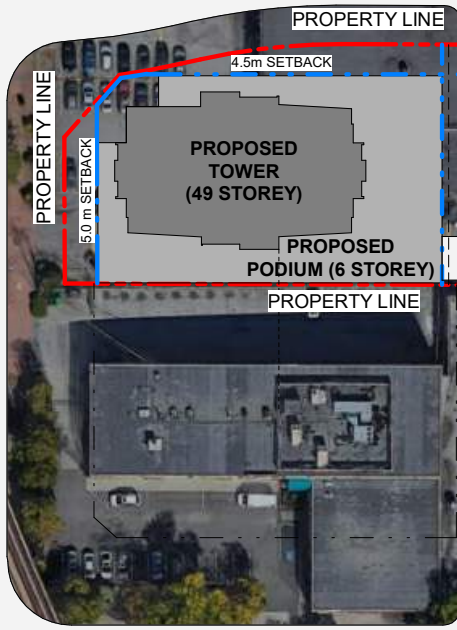 PROPERTY LINE
4.5m SETBACK
PROPERTY LINE
5.0 m SETBACK
PROPOSED
TOWER
(49 STOREY)
PROPOSED
PODIUM (6 STOREY)
PROPERTY LINE